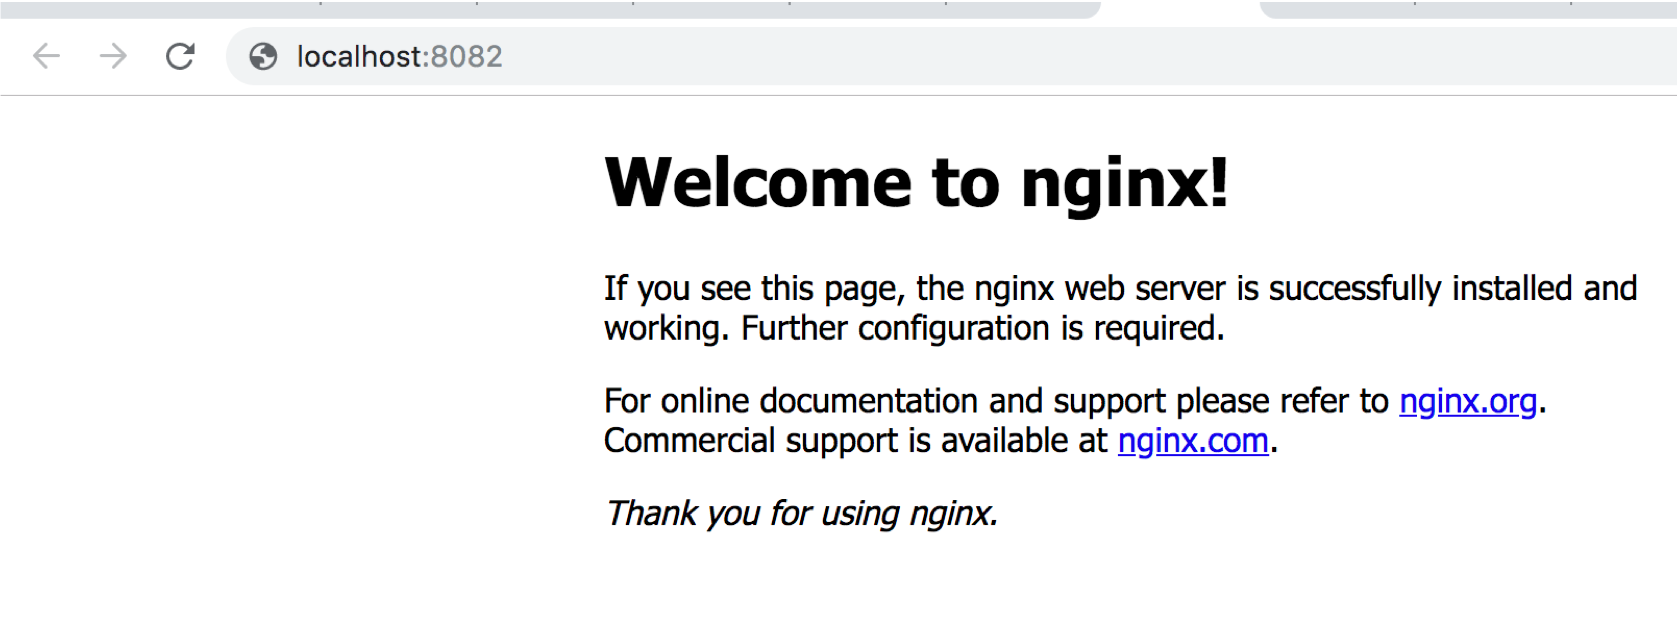 localhost:8082
Welcome to nginx!
If you see this page, the nginx web server is successfully installed and
working. Further configuration is required.
For online documentation and support please refer to nginx.org.
Commercial support is available at nginx.com.
Thank you for using nginx.